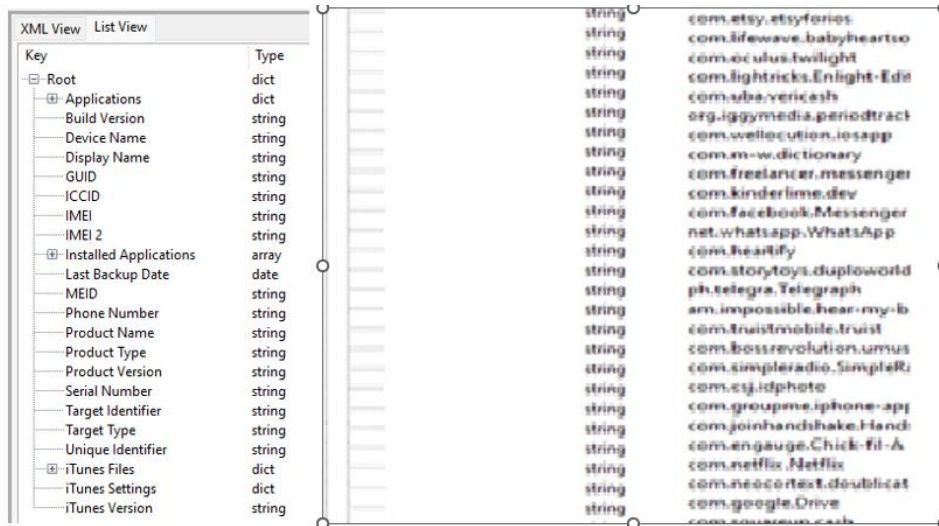 XML View List View
Key Type
Root dict
Applications dict
Build Version string
Device Name string
Display Name string
GUID string
ICCID string
IMEI string
IMEI 2 string
Installed Applications array
Last Backup Date date
MEID string
Phone Number string
Product Name string
Product Type string
Product Version string
Serial Number string
Target Identifier string
Target Type string
Unique Identifier string
iTunes Files dict
iTunes Settings dict
iTunes Version string
string com.etsy.etsyforios
string com.lifewave.babyheartso
string com.oculus.twilight
string com.lightricks.Enlight-Edit
string com.uba.vericash
string org.iggymedia.periodtrack
string com.wellocution.iosapp
string com.m-w.dictionary
string com.freelancer.messenger
string com.kinderlime.dev
string com.facebook.Messenger
string net.whatsapp.WhatsApp
string com.heartify
string com.storytoys.duploworld
string ph.telegra.Telegraph
string am.impossible.hear-my-b
string com.truistmobile.truist
string com.bossrevolution.umus
string com.simpleradio.SimpleRa
string com.csj.idphoto
string com.groupme.iphone-app
string com.joinhandshake.Hands
string com.engauge.Chick-fil-A
string com.netflix.Netflix
string com.neocortext.doublicat
string com.google.Drive
com.squareup.cash